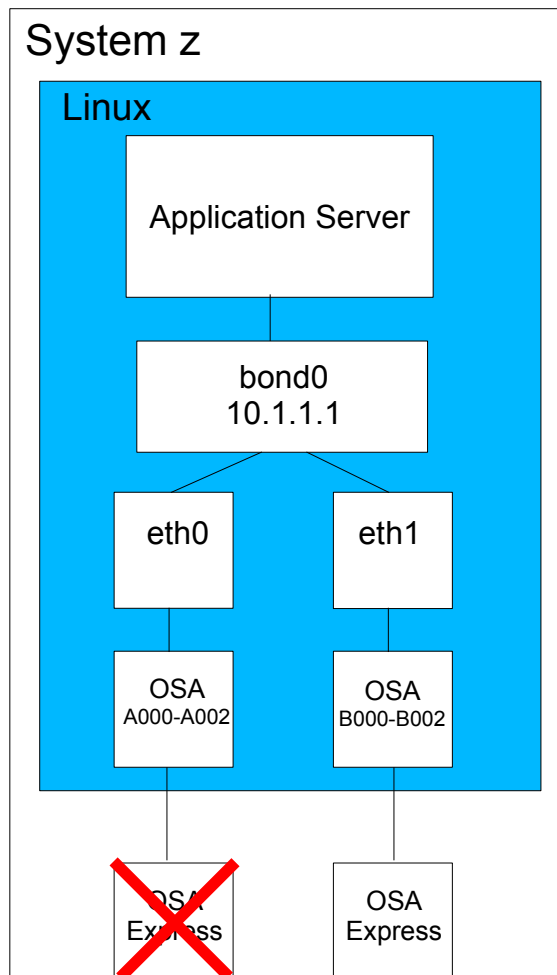 System z
Linux
Application Server
bond0
10.1.1.1
eth0
eth1
OSA
A000-A002
OSA
B000-B002
OSA
Express
OSA
Express